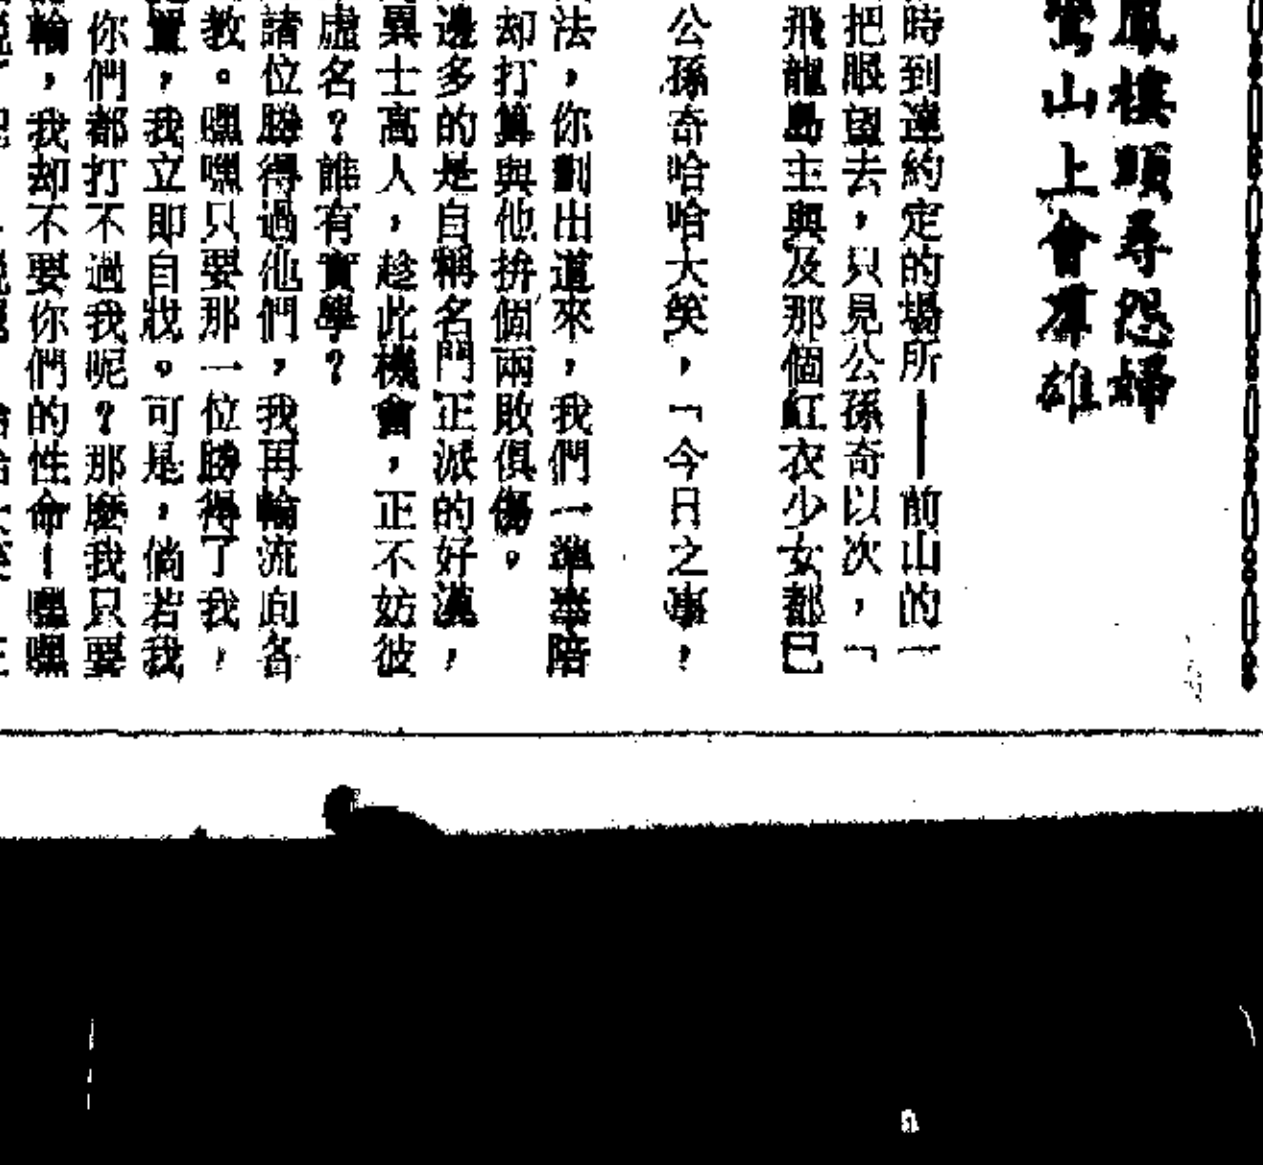 鳳樓頭尋怨婦
鶯山上會羣雄
時到達約定的場所——前山的一
把眼望去，只見公孫奇以次，「
飛龍島主與及那個紅衣少女都已
公孫奇哈哈大笑，「今日之事，
法，你劃出道來，我們一準奉陪
却打算與他拚個兩敗俱傷。
邊多的是自稱名門正派的好漢，
異士高人，趁此機會，正不妨彼
虛名？誰有實學？
諸位勝得過他們，我再輪流向各
教。嘿嘿只要那一位勝得了我，
置，我立即自戕。可是，倘若我
你們都打不過我呢？那麼我只要
輪，我却不要你們的性命！嘿嘿